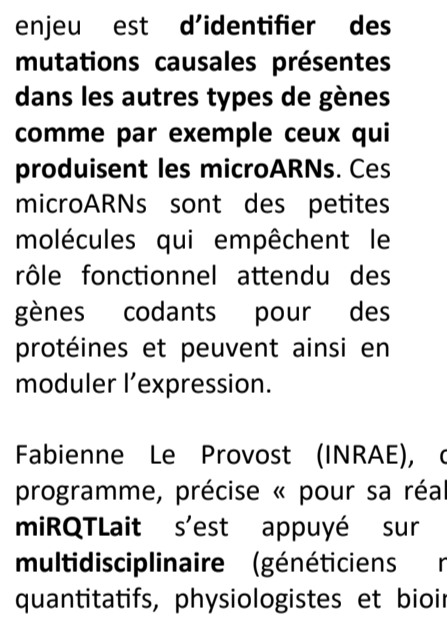 enjeu est d’identifier des
mutations causales présentes
dans les autres types de gènes
comme par exemple ceux qui
produisent les microARNs. Ces
microARNs sont des petites
molécules qui empêchent le
rôle fonctionnel attendu des
gènes codants pour des
protéines et peuvent ainsi en
moduler l’expression.
Fabienne Le Provost (INRAE),
programme, précise « pour sa
miRQTLait s’est appuyé sur
multidisciplinaire (généticiens
quantitatifs, physiologistes et